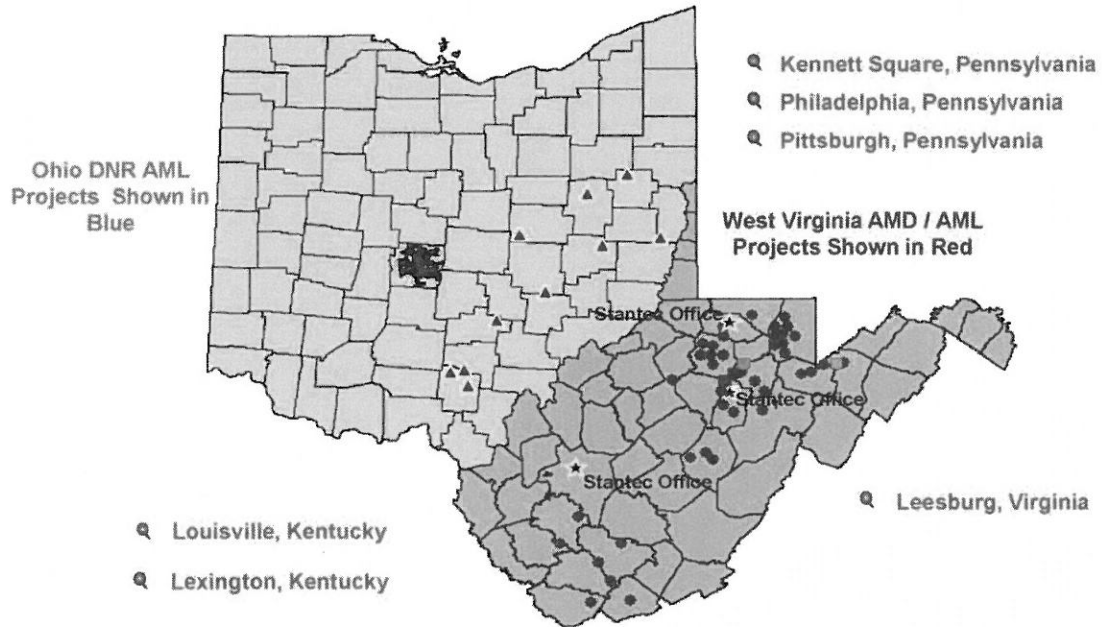 Kennett Square, Pennsylvania
Philadelphia, Pennsylvania
Pittsburgh, Pennsylvania
Ohio DNR AML
Projects Shown in
Blue
West Virginia AMD / AML
Projects Shown in Red
Stantec Office
Stantec Office
Stantec Office
Leesburg, Virginia
Louisville, Kentucky
Lexington, Kentucky